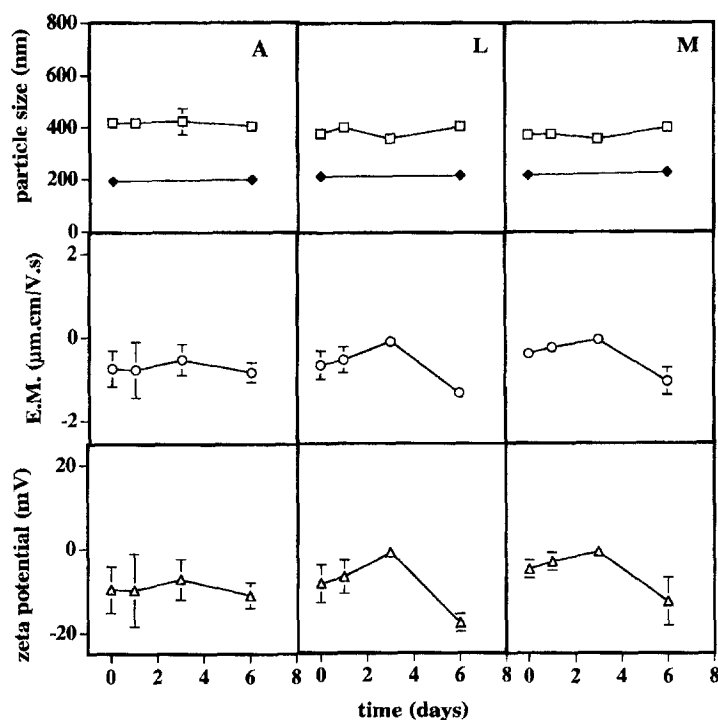 800
A
L
M
600
400
200
0
particle size (nm)
2
0
-2
E.M. (µm.cm/V.s)
20
0
-20
zeta potential (mV)
0 2 4 6 8 0 2 4 6 8 0 2 4 6 8
time (days)